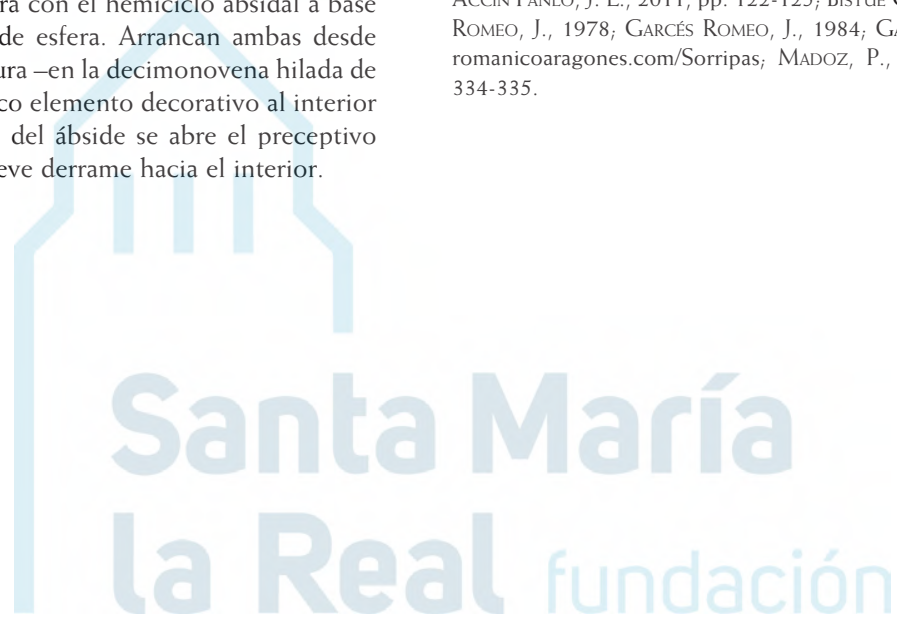 ra con el hemiciclo absidal a base
de esfera. Arrancan ambas desde
ura –en la decimonovena hilada de
co elemento decorativo al interior
del ábside se abre el preceptivo
eve derrame hacia el interior.
ROMEO, J., 1978; GARCÉS ROMEO, J., 1984; GA
romanicoaragones.com/Sorripas; MADOZ, P.,
334-335.
Santa María
la Real fundación